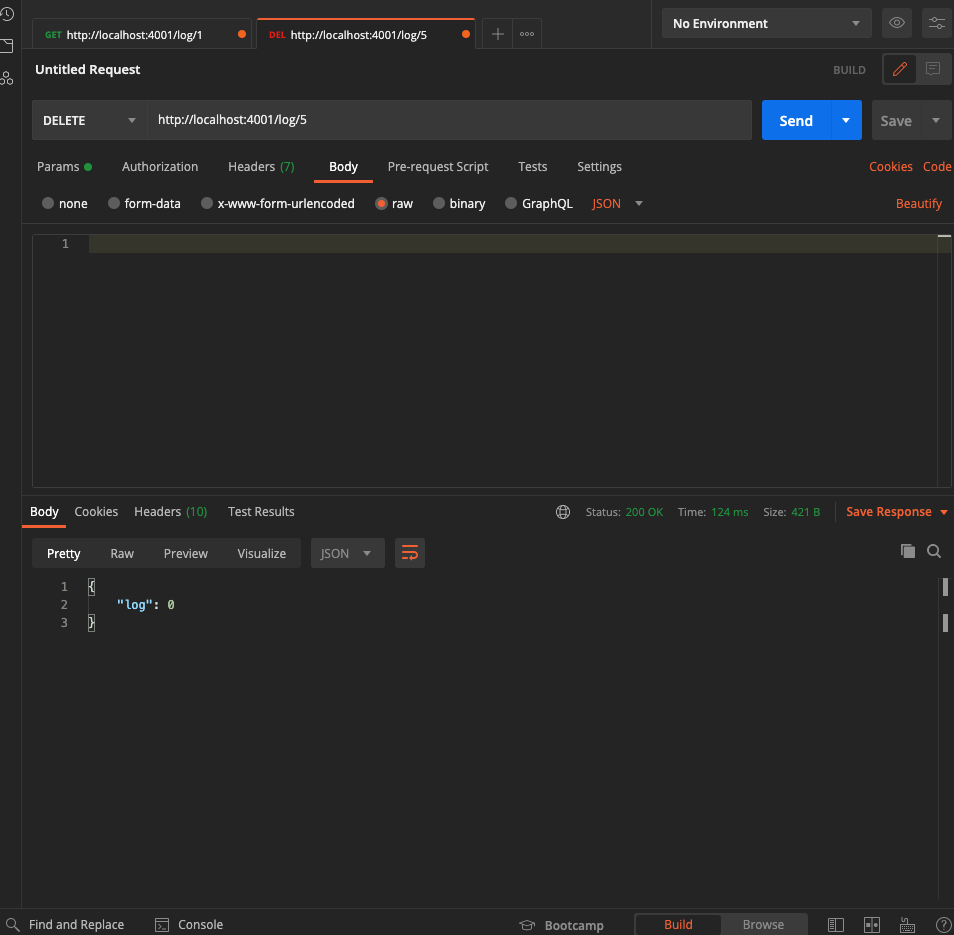 GET http://localhost:4001/log/1
DEL http://localhost:4001/log/5
No Environment
Untitled Request
BUILD
DELETE
http://localhost:4001/log/5
Send
Save
Params
Authorization
Headers (7)
Body
Pre-request Script
Tests
Settings
Cookies
Code
none
form-data
x-www-form-urlencoded
raw
binary
GraphQL
JSON
Beautify
1
Body
Cookies
Headers (10)
Test Results
Status: 200 OK
Time: 124 ms
Size: 421 B
Save Response
Pretty
Raw
Preview
Visualize
JSON
1 {
2 "log": 0
3 }
Find and Replace
Console
Bootcamp
Build
Browse